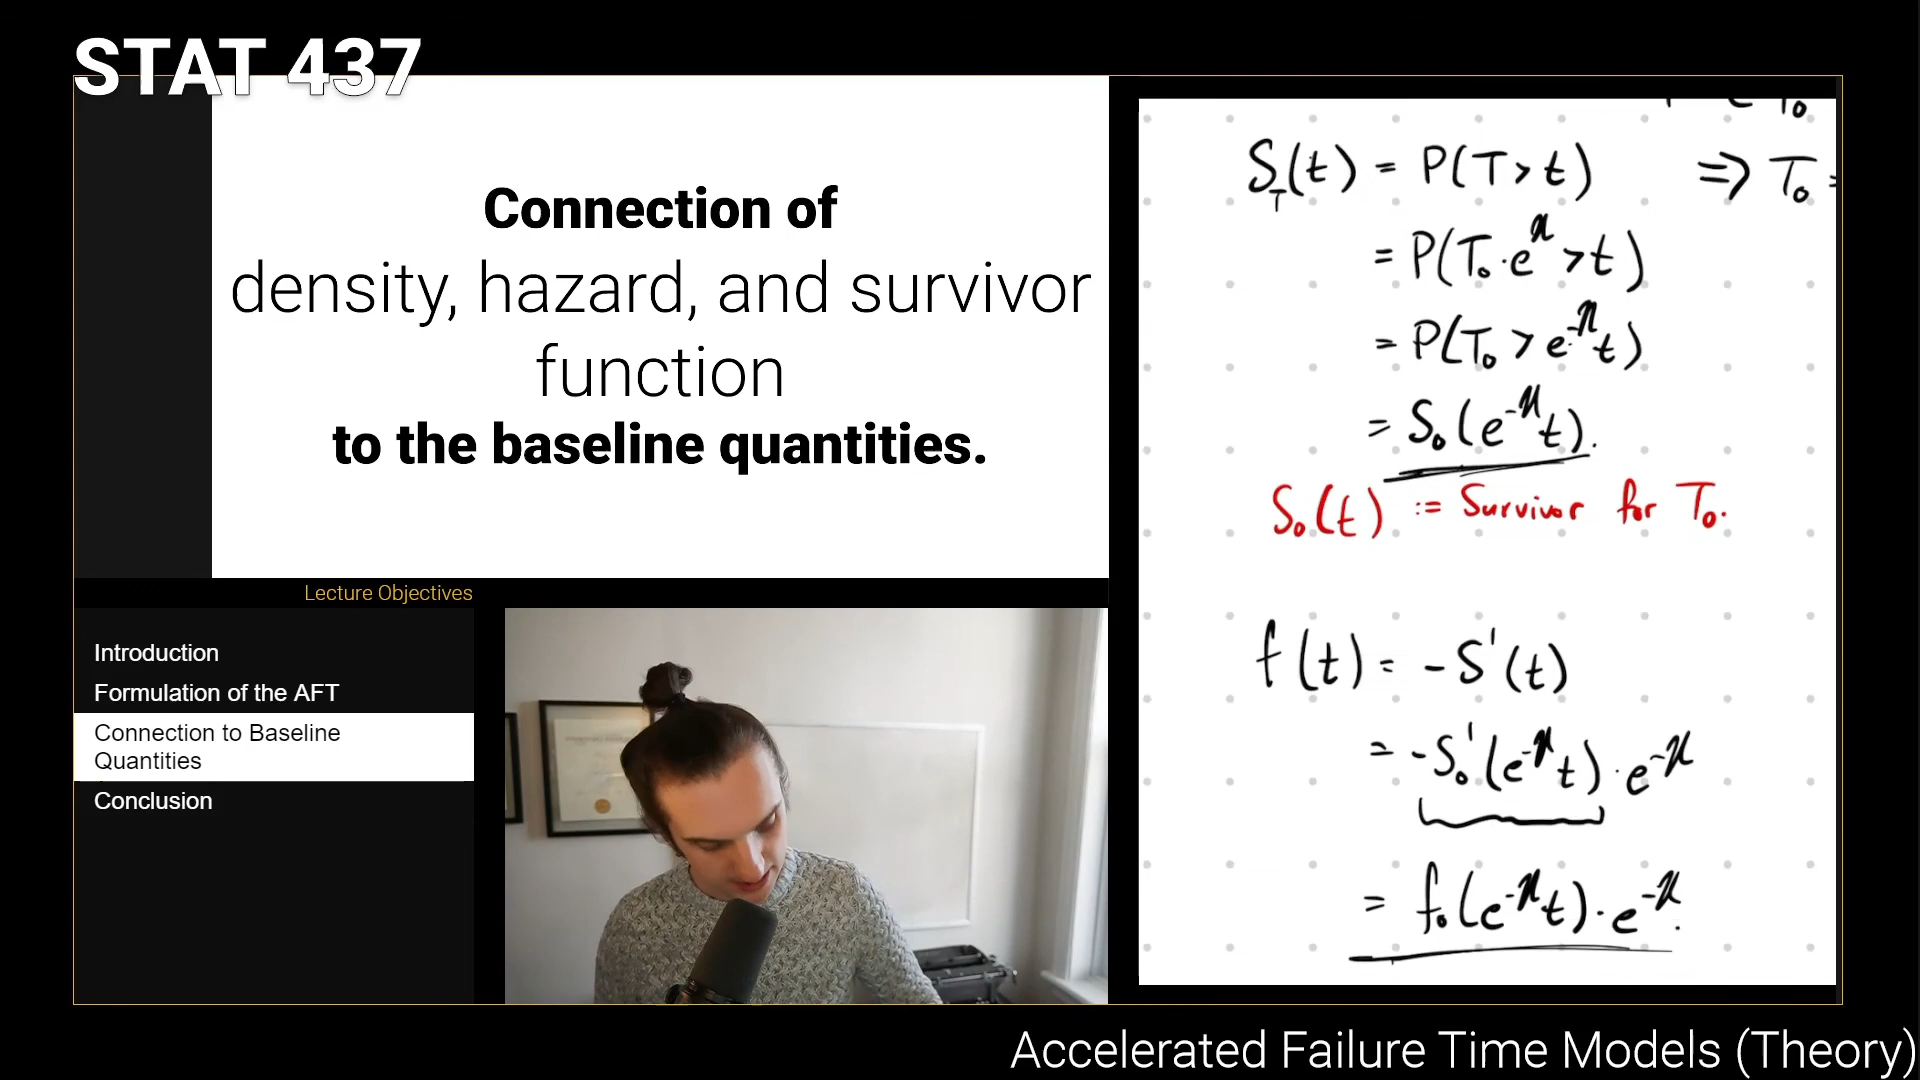 STAT 437
Connection of
density, hazard, and survivor
function
to the baseline quantities.
Lecture Objectives
Introduction
Formulation of the AFT
Connection to Baseline
Quantities
Conclusion
S_T(t) = P(T > t) ⇒ T₀ =
= P(T₀·e^x > t)
= P(T₀ > e^-x t)
= S₀(e^-x t).
S₀(t) := Survivor for T₀.
f(t) = -S'(t)
= -S₀'(e^-x t)·e^-x
= f₀(e^-x t)·e^-x.
Accelerated Failure Time Models (Theory)